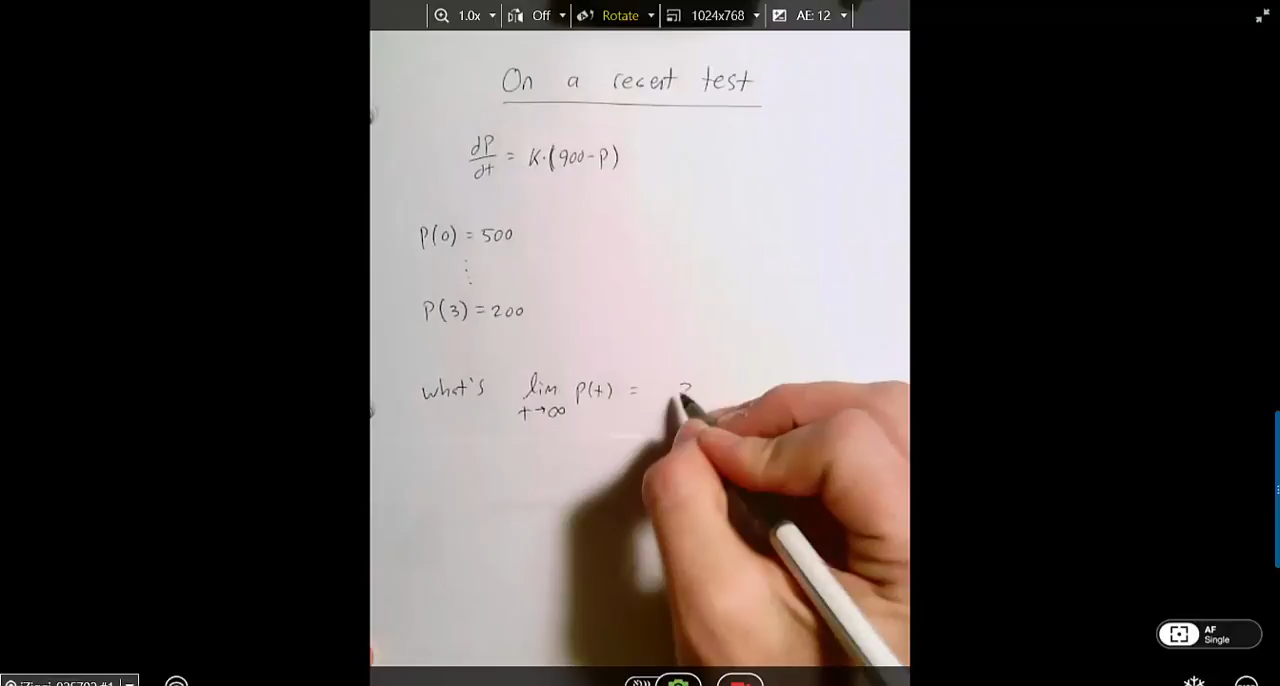 1.0x Off Rotate 1024x768 AE: 12
On a recent test
dP/dt = K·(900-P)
P(0) = 500
⋮
P(3) = 200
what's lim t→∞ P(t) = ?
AF
Single